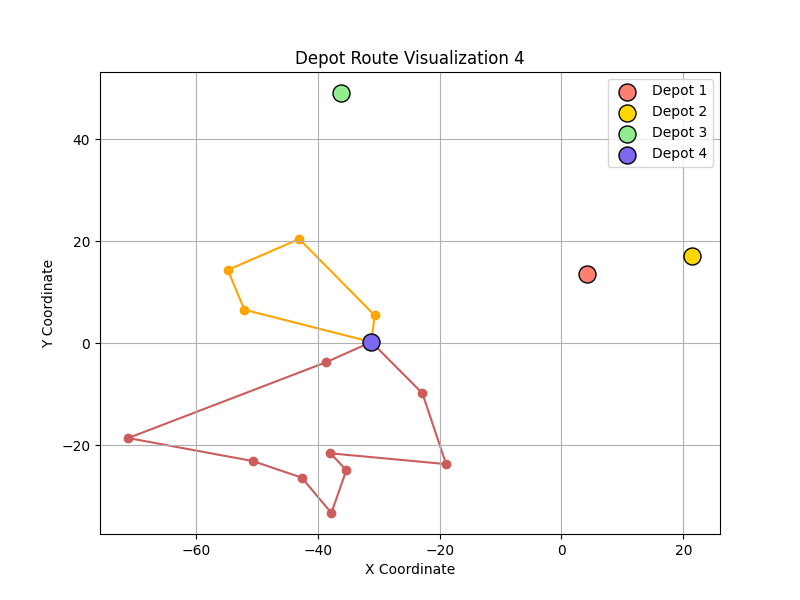 Depot Route Visualization 4
Depot 1
Depot 2
Depot 3
Depot 4
40
20
0
−20
Y Coordinate
−60
−40
−20
0
20
X Coordinate